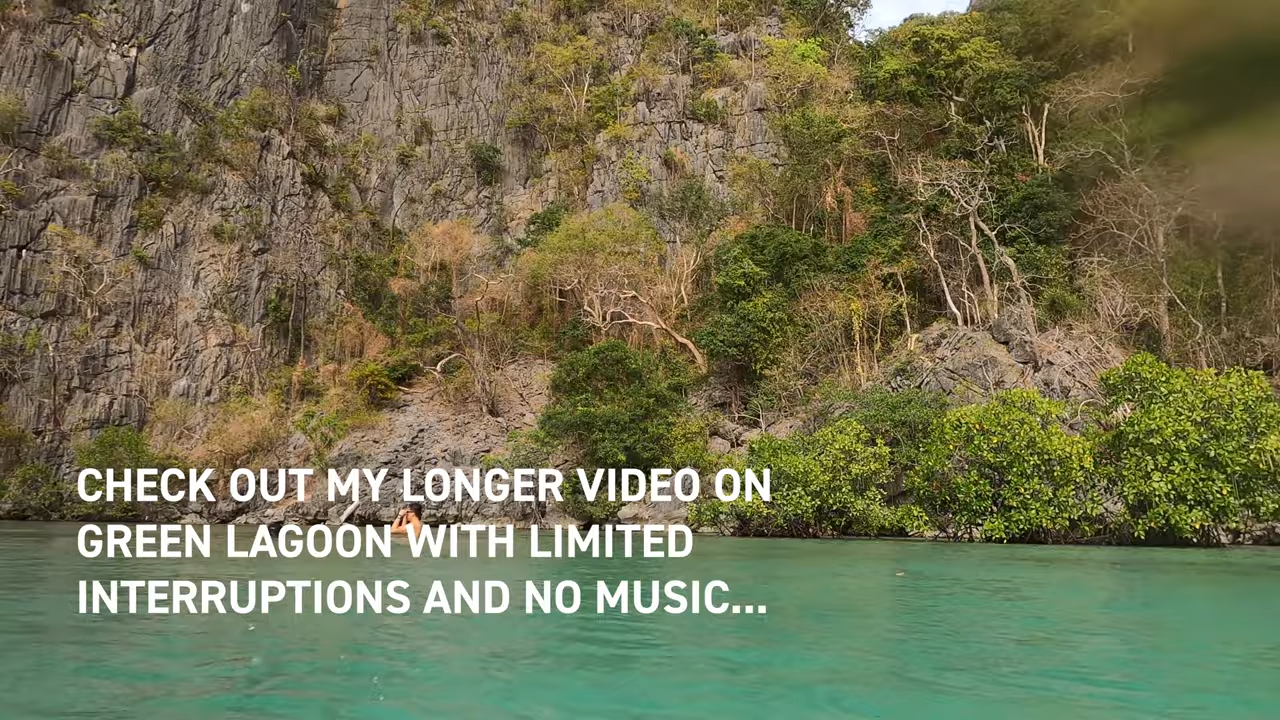 CHECK OUT MY LONGER VIDEO ON
GREEN LAGOON WITH LIMITED
INTERRUPTIONS AND NO MUSIC...